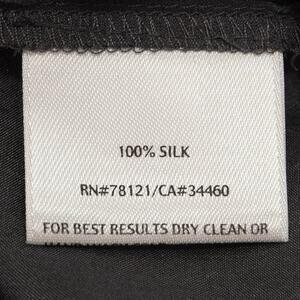 100% SILK
RN#78121/CA#34460
FOR BEST RESULTS DRY CLEAN OR